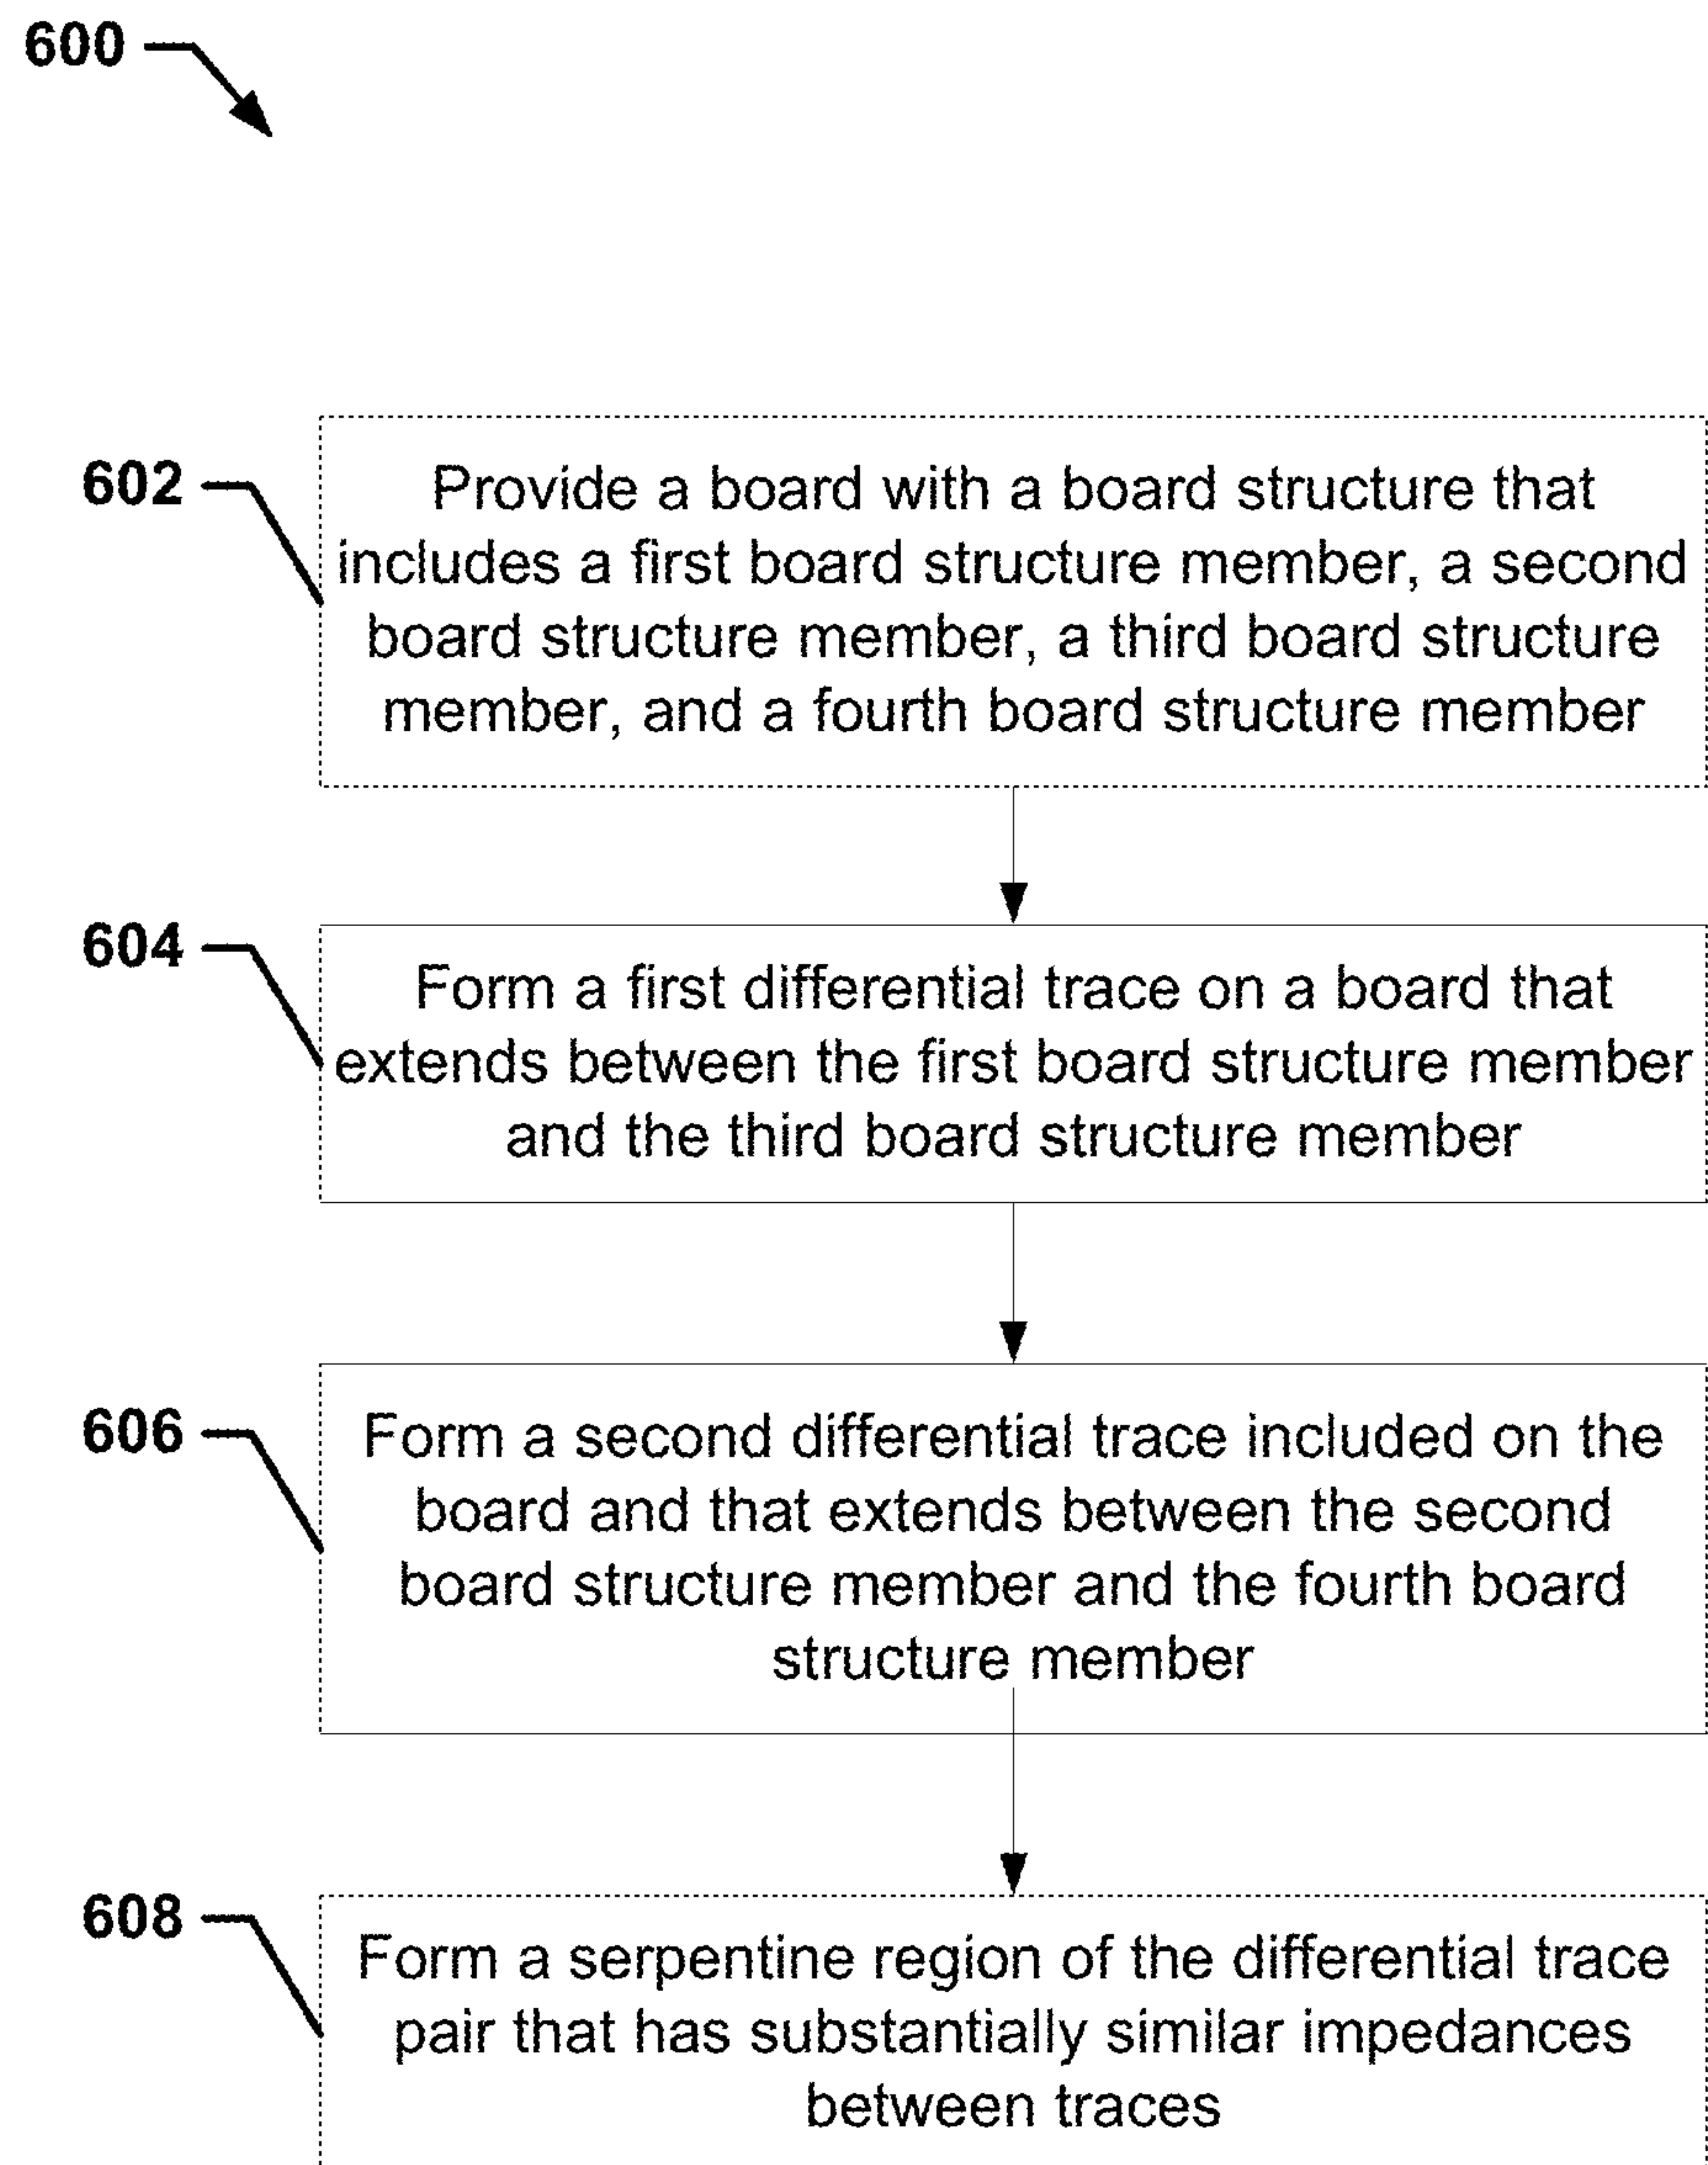 600
602
Provide a board with a board structure that
includes a first board structure member, a second
board structure member, a third board structure
member, and a fourth board structure member
604
Form a first differential trace on a board that
extends between the first board structure member
and the third board structure member
606
Form a second differential trace included on the
board and that extends between the second
board structure member and the fourth board
structure member
608
Form a serpentine region of the differential trace
pair that has substantially similar impedances
between traces